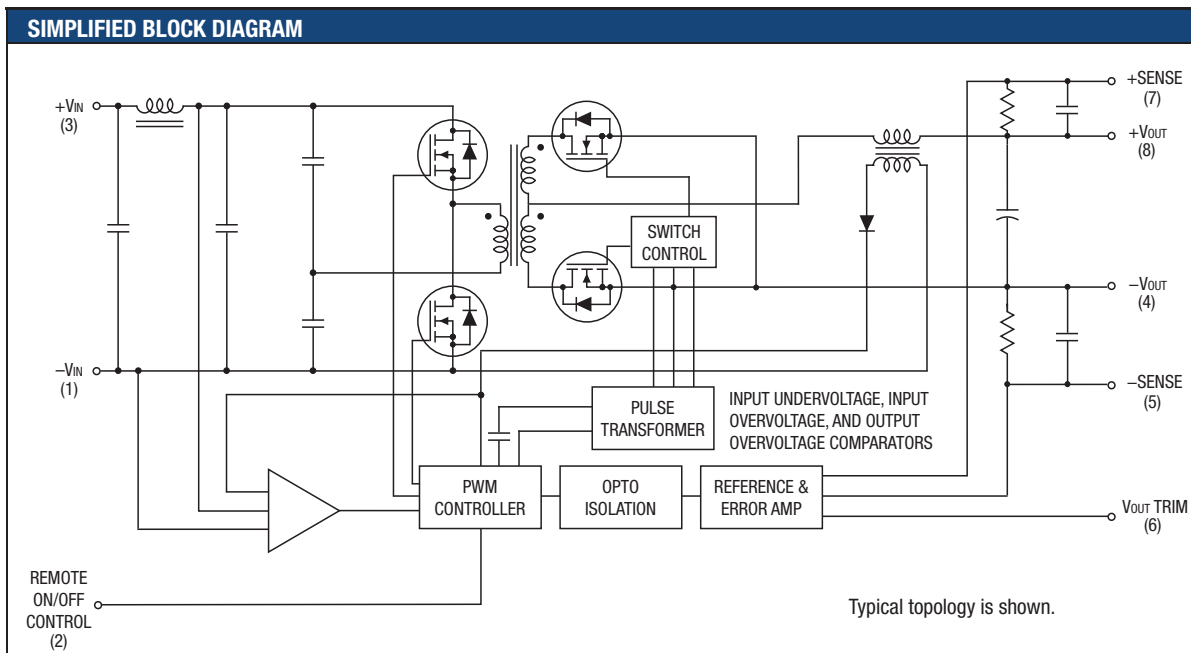 SIMPLIFIED BLOCK DIAGRAM
+VIN
(3)
+SENSE
(7)
+VOUT
(8)
SWITCH
CONTROL
−VOUT
(4)
−VIN
(1)
−SENSE
(5)
PULSE
TRANSFORMER
INPUT UNDERVOLTAGE, INPUT
OVERVOLTAGE, AND OUTPUT
OVERVOLTAGE COMPARATORS
PWM
CONTROLLER
OPTO
ISOLATION
REFERENCE &
ERROR AMP
VOUT TRIM
(6)
REMOTE
ON/OFF
CONTROL
(2)
Typical topology is shown.